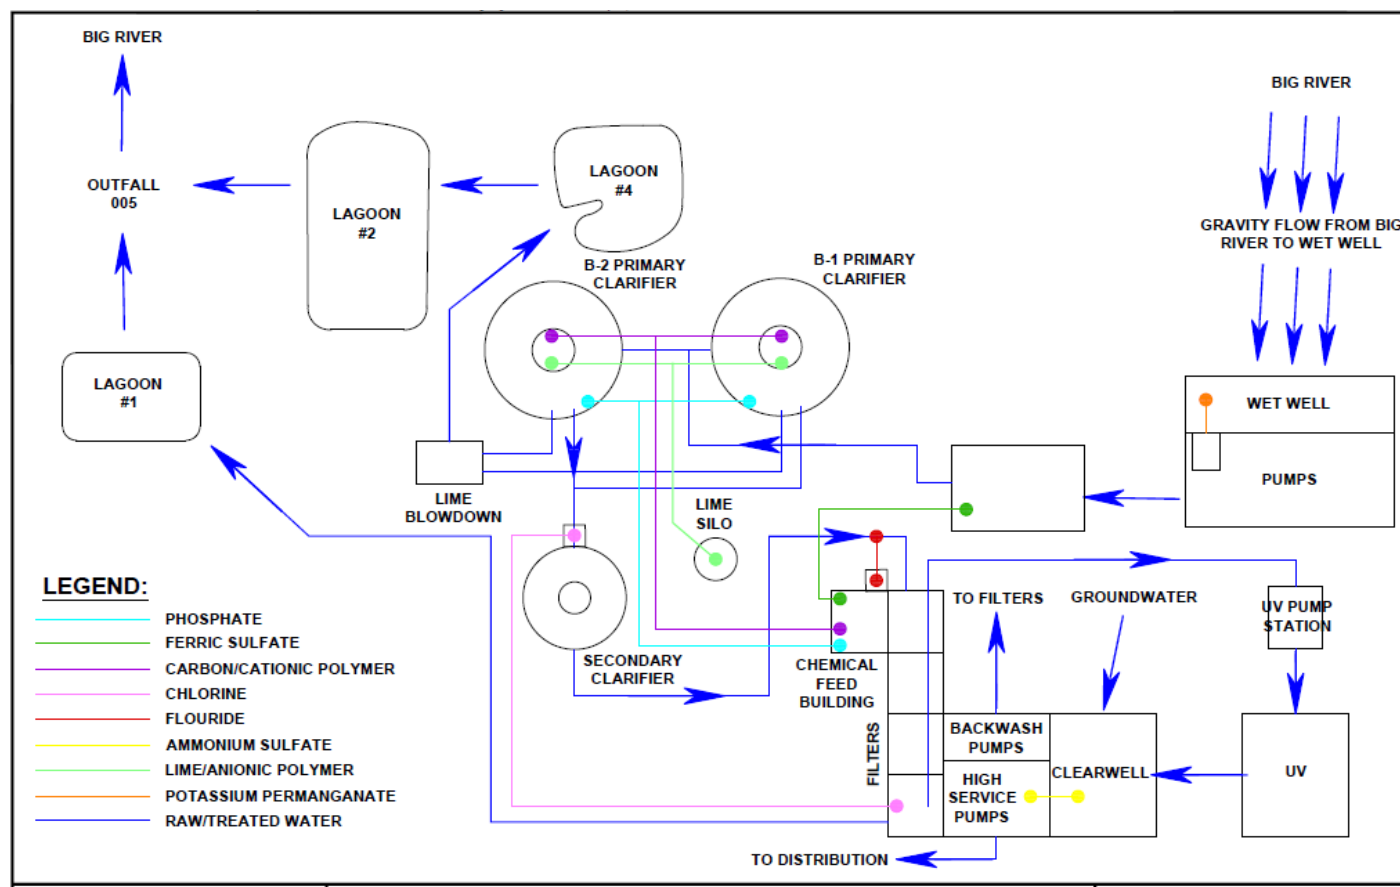 BIG RIVER
BIG RIVER
OUTFALL
005
LAGOON
#2
LAGOON
#4
GRAVITY FLOW FROM BIG
RIVER TO WET WELL
B-2 PRIMARY
CLARIFIER
B-1 PRIMARY
CLARIFIER
LAGOON
#1
WET WELL
PUMPS
LIME
BLOWDOWN
LIME
SILO
LEGEND:
PHOSPHATE
FERRIC SULFATE
CARBON/CATIONIC POLYMER
CHLORINE
FLOURIDE
AMMONIUM SULFATE
LIME/ANIONIC POLYMER
POTASSIUM PERMANGANATE
RAW/TREATED WATER
SECONDARY
CLARIFIER
CHEMICAL
FEED
BUILDING
TO FILTERS
GROUNDWATER
UV PUMP
STATION
FILTERS
BACKWASH
PUMPS
HIGH
SERVICE
PUMPS
CLEARWELL
UV
TO DISTRIBUTION